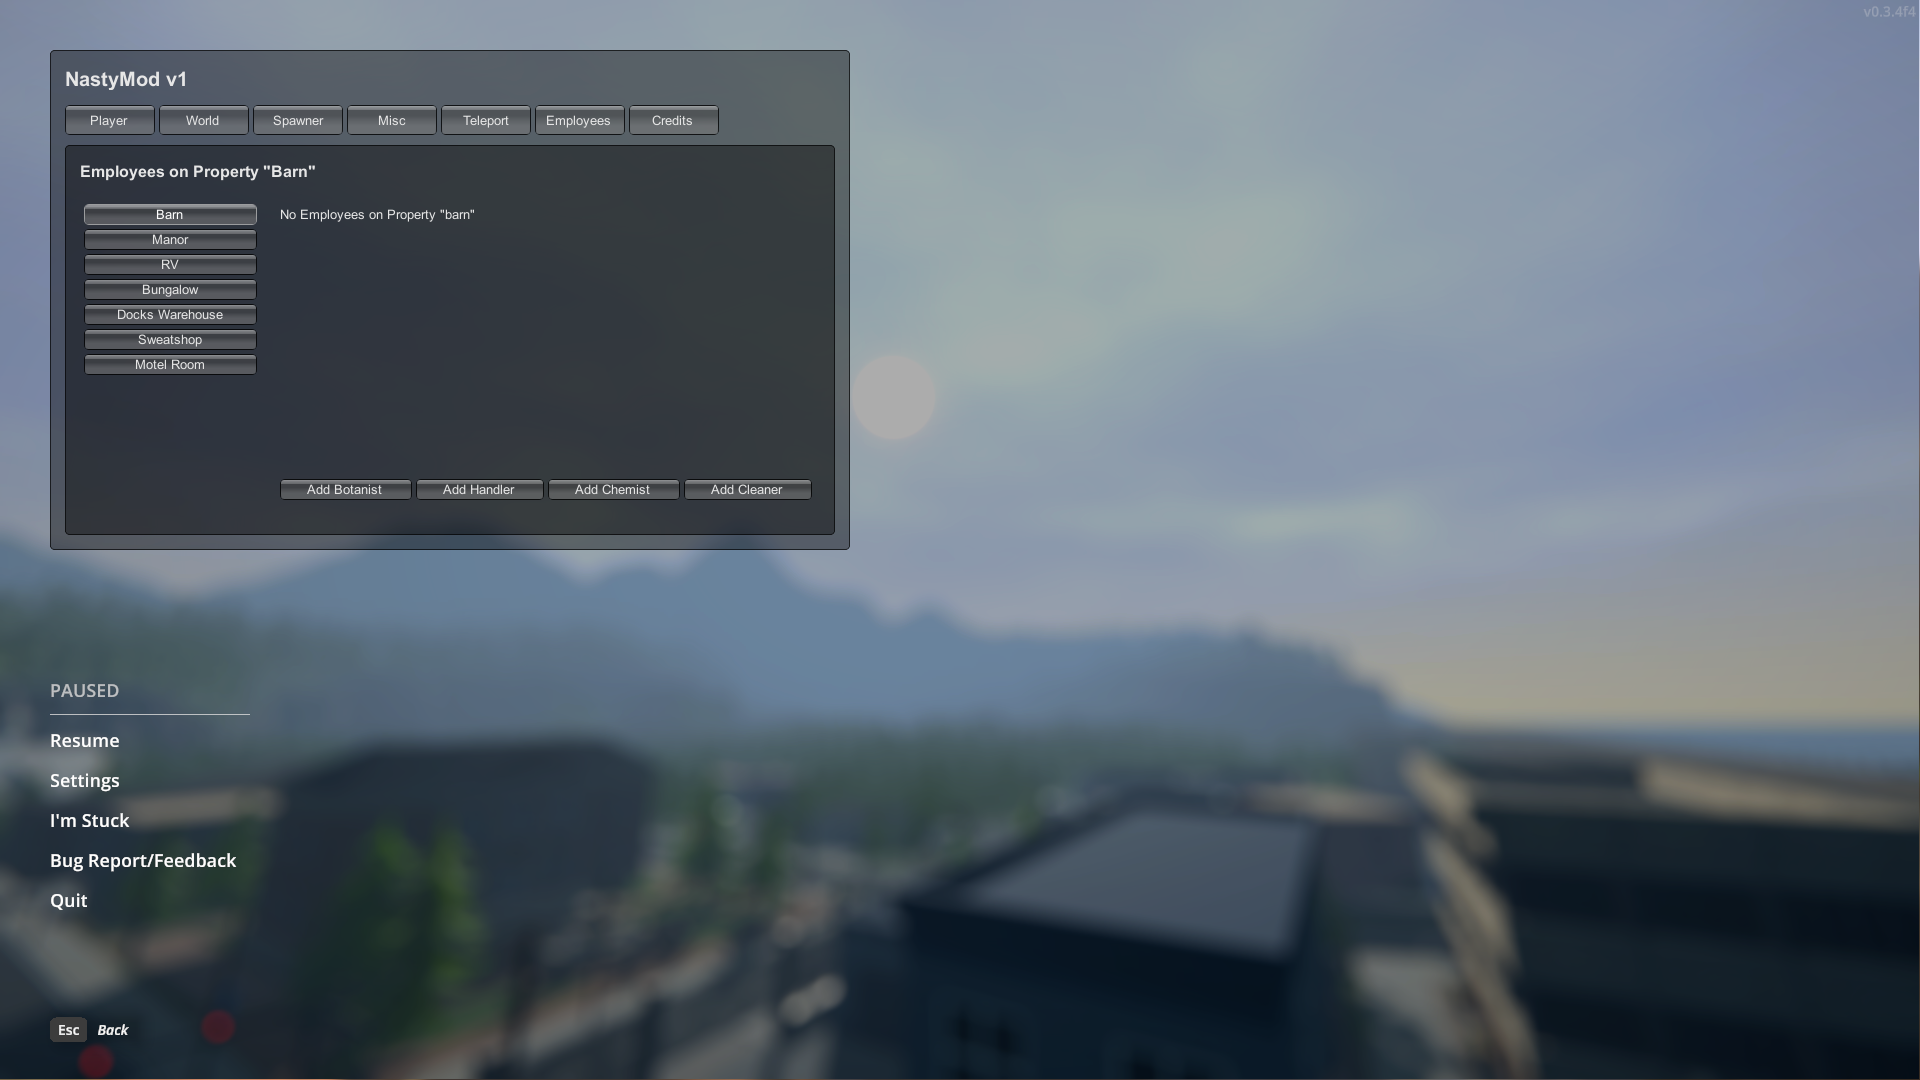 v0.3.4f4
NastyMod v1
Player World Spawner Misc Teleport Employees Credits
Employees on Property "Barn"
Barn
No Employees on Property "barn"
Manor
RV
Bungalow
Docks Warehouse
Sweatshop
Motel Room
Add Botanist Add Handler Add Chemist Add Cleaner
PAUSED
Resume
Settings
I'm Stuck
Bug Report/Feedback
Quit
Esc Back